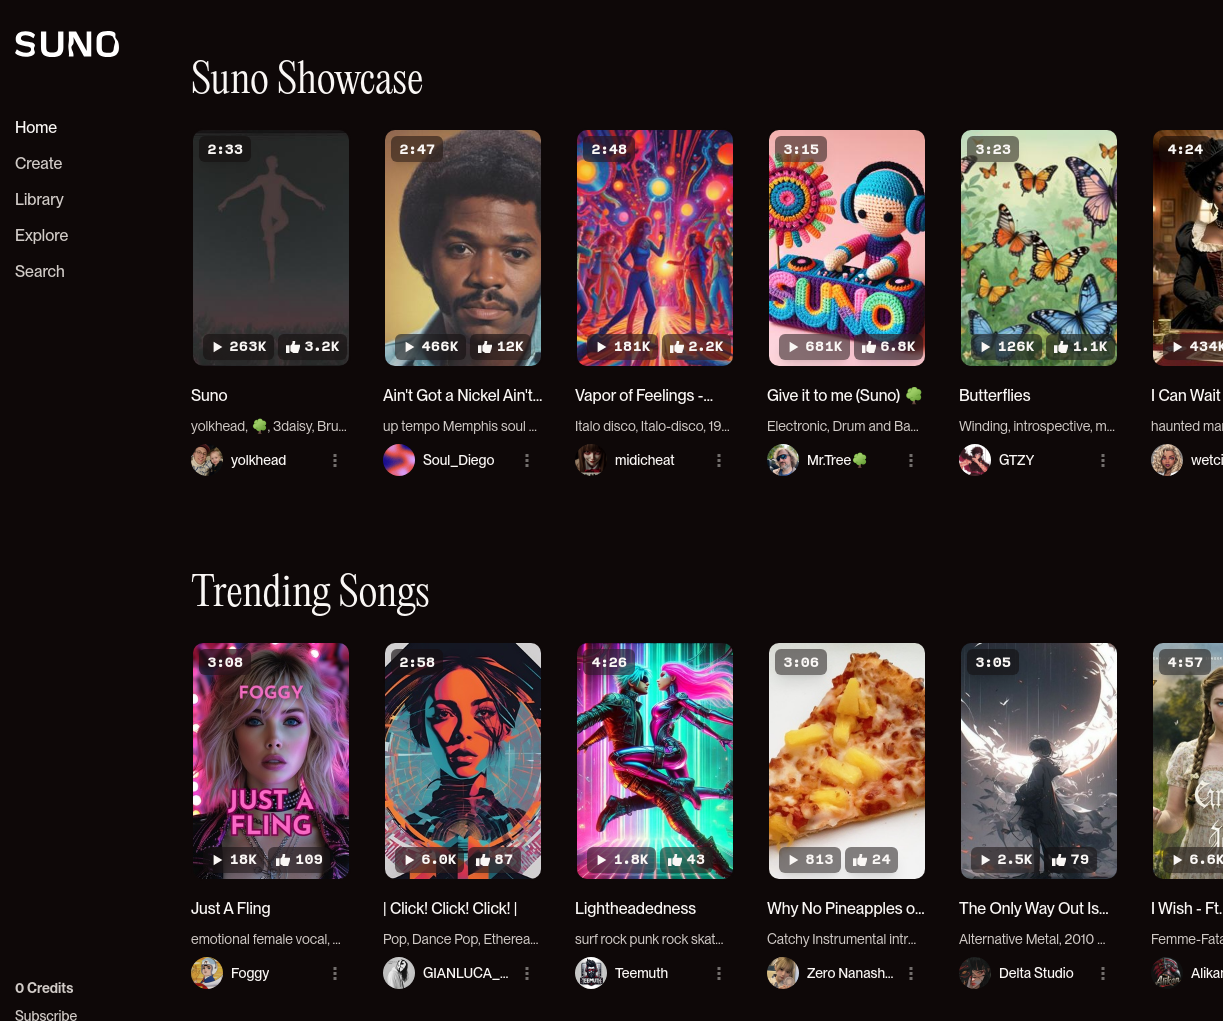 SUNO
Home
Create
Library
Explore
Search
0 Credits
Subscribe
Suno Showcase
2:33
263K 3.2K
Suno
yolkhead, 🌳, 3daisy, Bru...
yolkhead
2:47
466K 12K
Ain't Got a Nickel Ain't...
up tempo Memphis soul ...
Soul_Diego
2:48
181K 2.2K
Vapor of Feelings -...
Italo disco, Italo-disco, 19...
midicheat
3:15
SUNO
681K 6.8K
Give it to me (Suno) 🌳
Electronic, Drum and Ba...
Mr.Tree🌳
3:23
126K 1.1K
Butterflies
Winding, introspective, m...
GTZY
4:24
434K
I Can Wait
haunted mar
wetci
Trending Songs
3:08
FOGGY
JUST A
FLING
18K 109
Just A Fling
emotional female vocal, ...
Foggy
2:58
6.0K 87
| Click! Click! Click! |
Pop, Dance Pop, Etherea...
GIANLUCA_...
4:26
1.8K 43
Lightheadedness
surf rock punk rock skat...
Teemuth
3:06
813 24
Why No Pineapples o...
Catchy Instrumental intr...
Zero Nanash...
3:05
2.5K 79
The Only Way Out Is...
Alternative Metal, 2010 ...
Delta Studio
4:57
6.6K
I Wish - Ft.
Femme-Fata
Alikar